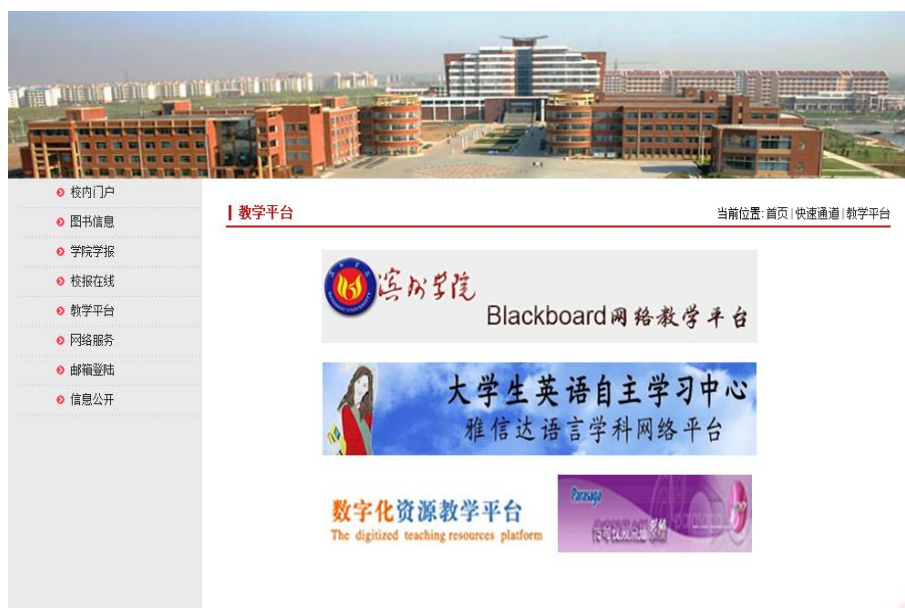 校内门户
图书信息
学院学报
校报在线
教学平台
网络服务
邮箱登陆
信息公开
教学平台
当前位置: 首页 | 快速通道 | 教学平台
滨州学院
Blackboard网络教学平台
大学生英语自主学习中心
雅信达语言学科网络平台
数字化资源教学平台
The digitized teaching resources platform
Parasaga